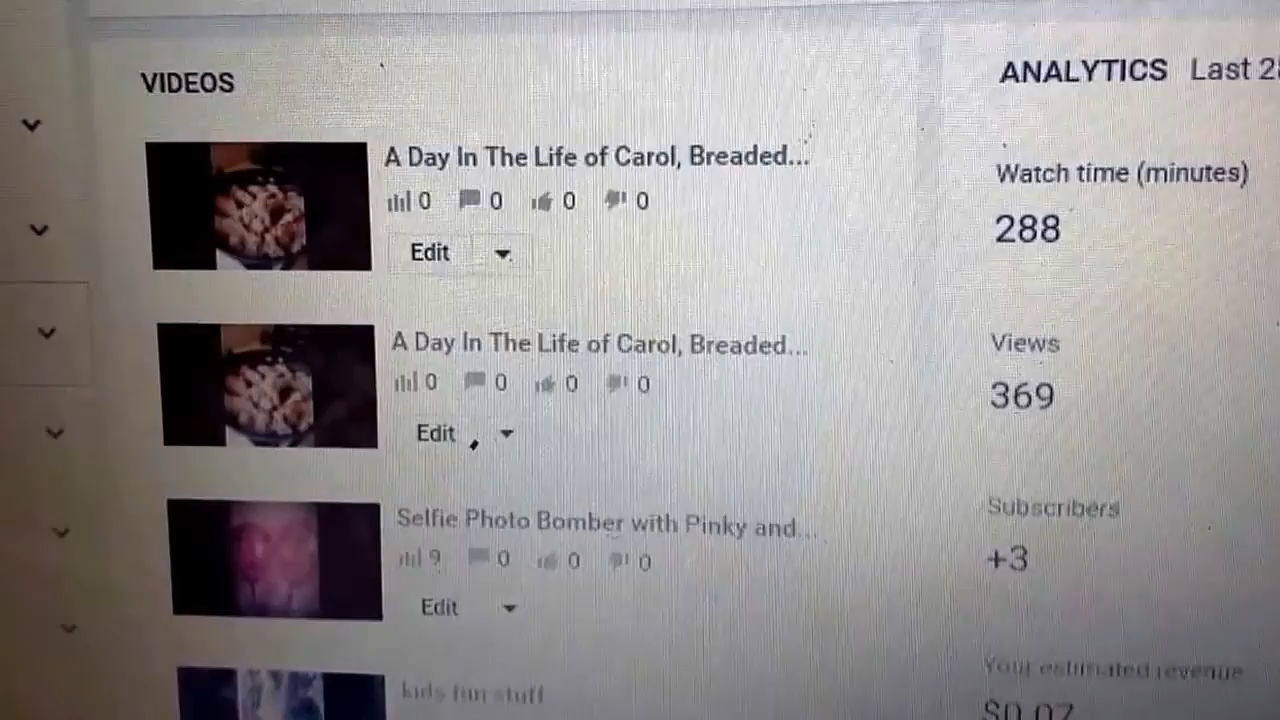 VIDEOS
A Day In The Life of Carol, Breaded...
0 0 0 0
Edit
A Day In The Life of Carol, Breaded...
0 0 0 0
Edit
Selfie Photo Bomber with Pinky and...
9 0 0 0
Edit
kids fun stuff
ANALYTICS Last
Watch time (minutes)
288
Views
369
Subscribers
+3
Your estimated revenue
$0.07